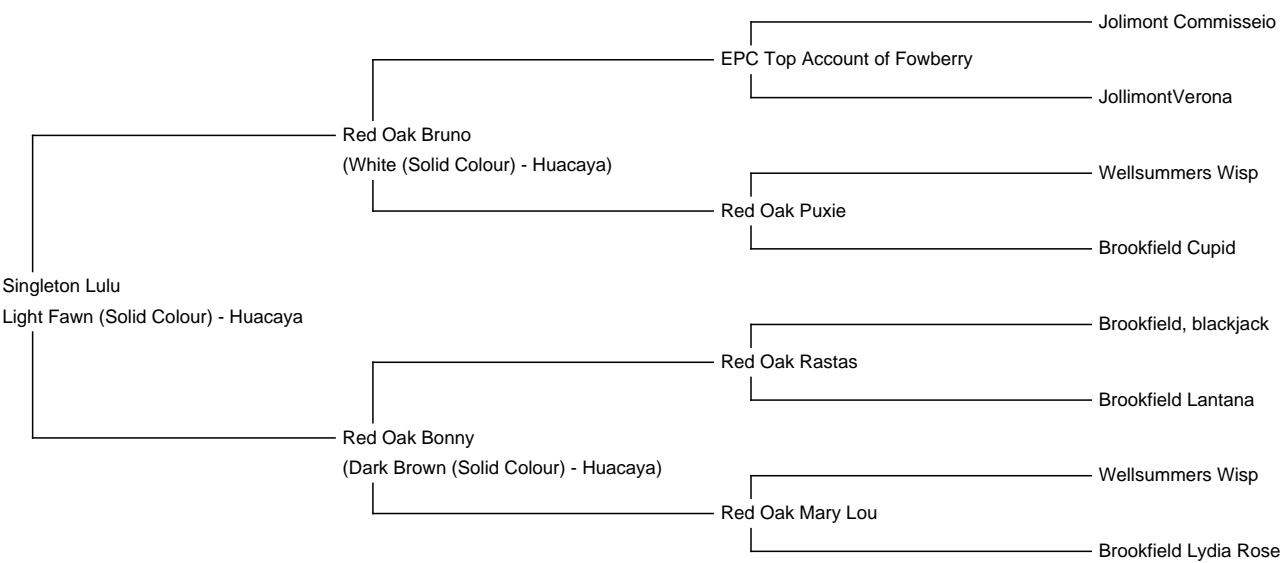 Jolimont Commisseio
EPC Top Account of Fowberry
JollimontVerona
Red Oak Bruno
(White (Solid Colour) - Huacaya)
Wellsummers Wisp
Red Oak Puxie
Brookfield Cupid
Singleton Lulu
Light Fawn (Solid Colour) - Huacaya
Brookfield, blackjack
Red Oak Rastas
Brookfield Lantana
Red Oak Bonny
(Dark Brown (Solid Colour) - Huacaya)
Wellsummers Wisp
Red Oak Mary Lou
Brookfield Lydia Rose